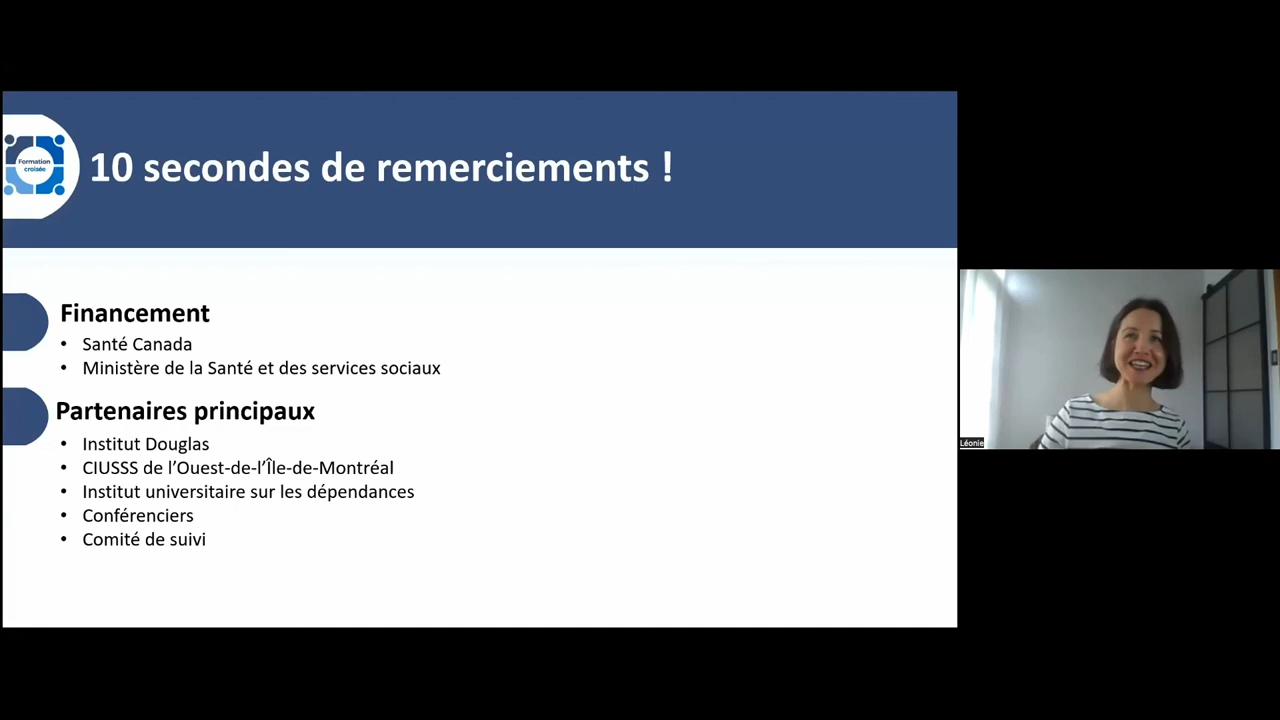 Formation
croisée
10 secondes de remerciements !
Financement
• Santé Canada
• Ministère de la Santé et des services sociaux
Partenaires principaux
• Institut Douglas
• CIUSSS de l’Ouest-de-l’Île-de-Montréal
• Institut universitaire sur les dépendances
• Conférenciers
• Comité de suivi
Léonie